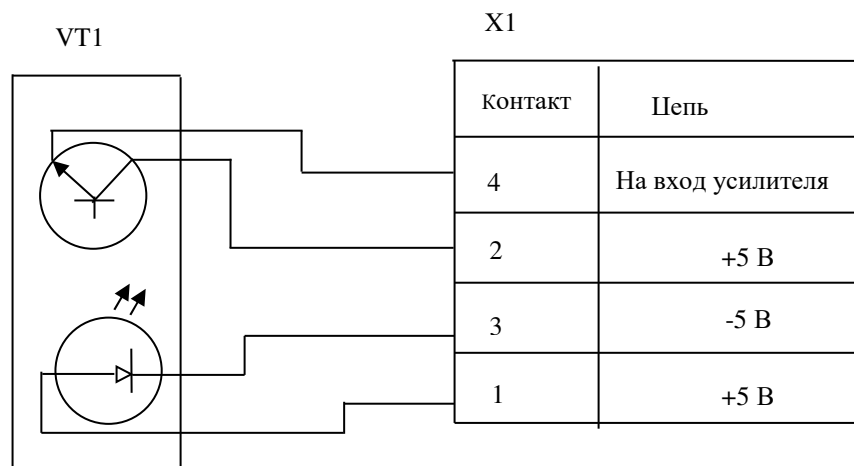 VT1
X1
Контакт Цепь
4 На вход усилителя
2 +5 В
3 -5 В
1 +5 В